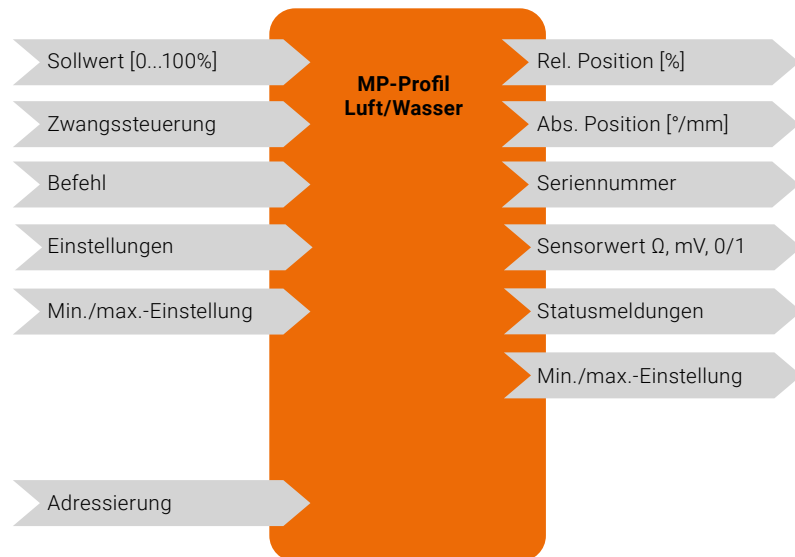 MP-Profil
Luft/Wasser
Sollwert [0...100%]
Zwangssteuerung
Befehl
Einstellungen
Min./max.-Einstellung
Adressierung
Rel. Position [%]
Abs. Position [°/mm]
Seriennummer
Sensorwert Ω, mV, 0/1
Statusmeldungen
Min./max.-Einstellung